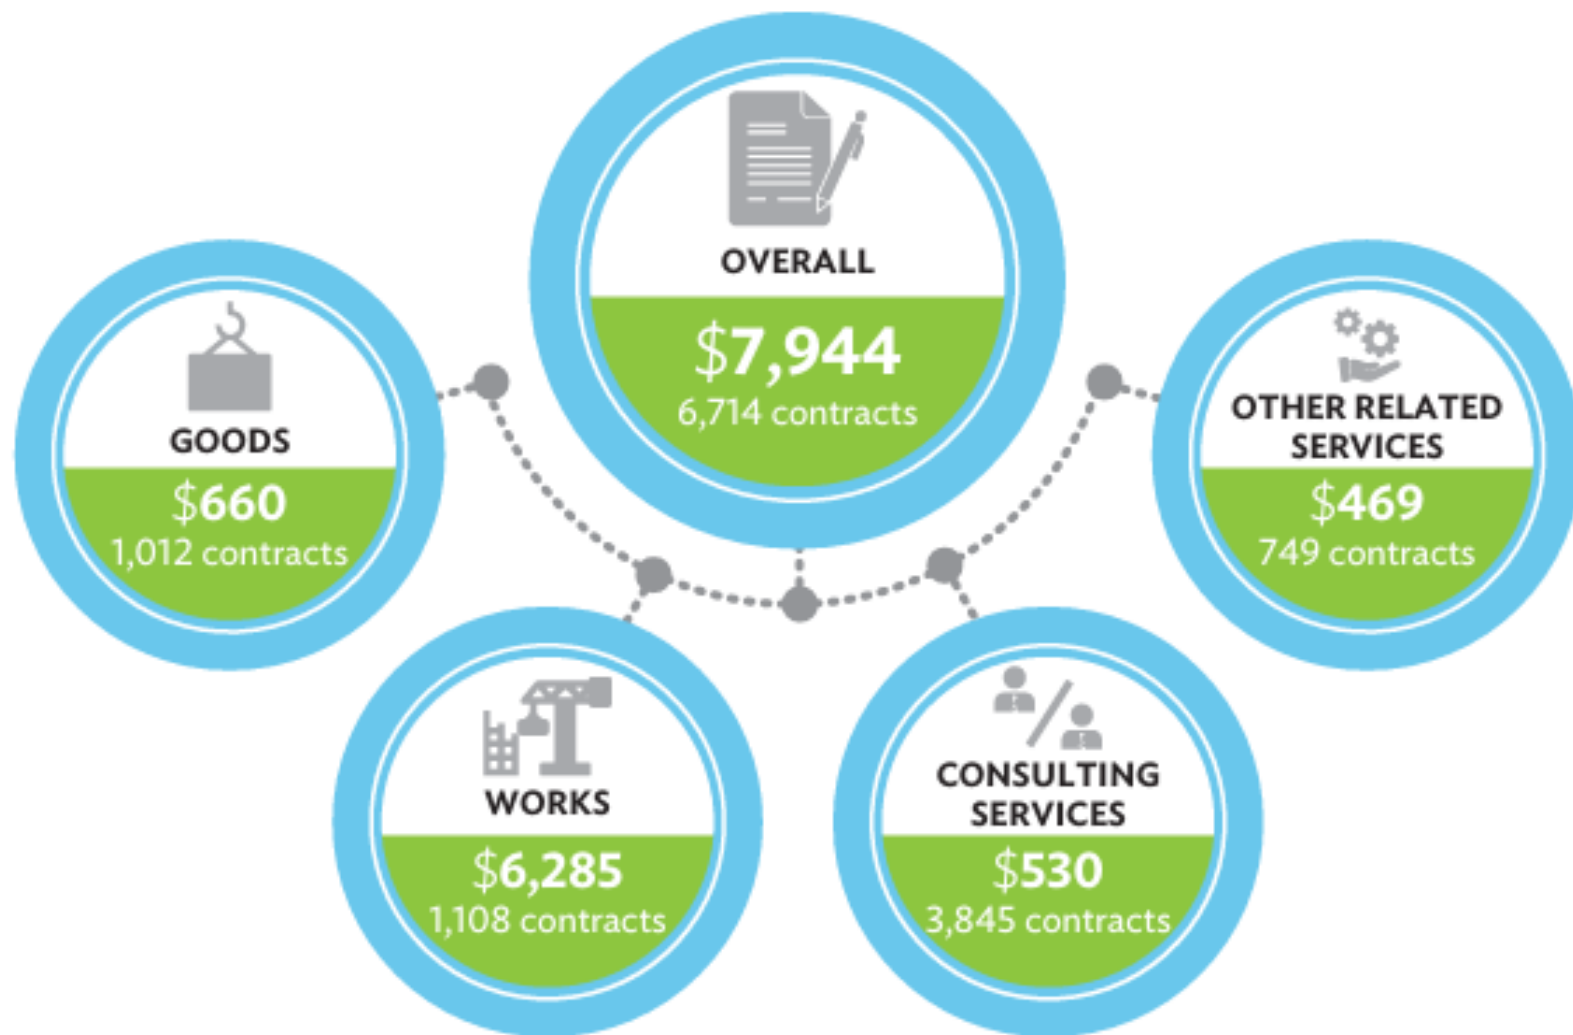 OVERALL
$7,944
6,714 contracts
GOODS
$660
1,012 contracts
OTHER RELATED
SERVICES
$469
749 contracts
WORKS
$6,285
1,108 contracts
CONSULTING
SERVICES
$530
3,845 contracts